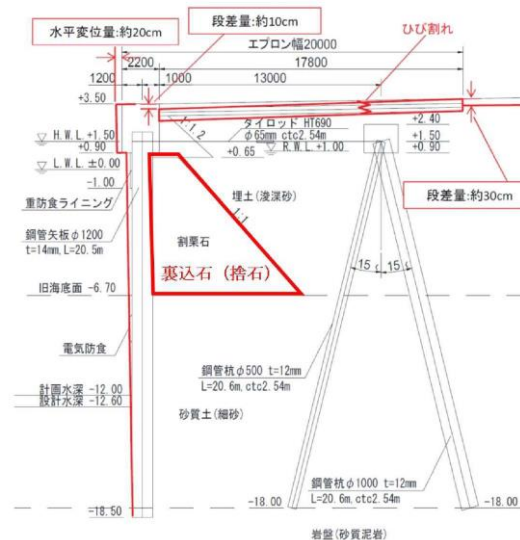 水平変位量:約20cm
段差量:約10cm
ひび割れ
エプロン幅20000
2200
17800
1200
1000
13000
+3.50
1:1.2
タイロッド HT690
φ65mm ctc2.54m
+2.40
H.W.L.+1.50
+0.90
+0.65
R.W.L.+1.00
+1.50
+0.90
L.W.L.±0.00
-1.00
段差量:約30cm
重防食ライニング
埋土(浚渫砂)
1:1
鋼管矢板φ1200
t=14mm,L=20.5m
割栗石
裏込石(捨石)
15
15
旧海底面 -6.70
電気防食
鋼管杭φ500 t=12mm
L=20.6m,ctc2.54m
計画水深 -12.00
設計水深 -12.60
砂質土(細砂)
鋼管杭φ1000 t=12mm
L=20.6m,ctc2.54m
-18.00
-18.00
-18.50
岩盤(砂質泥岩)